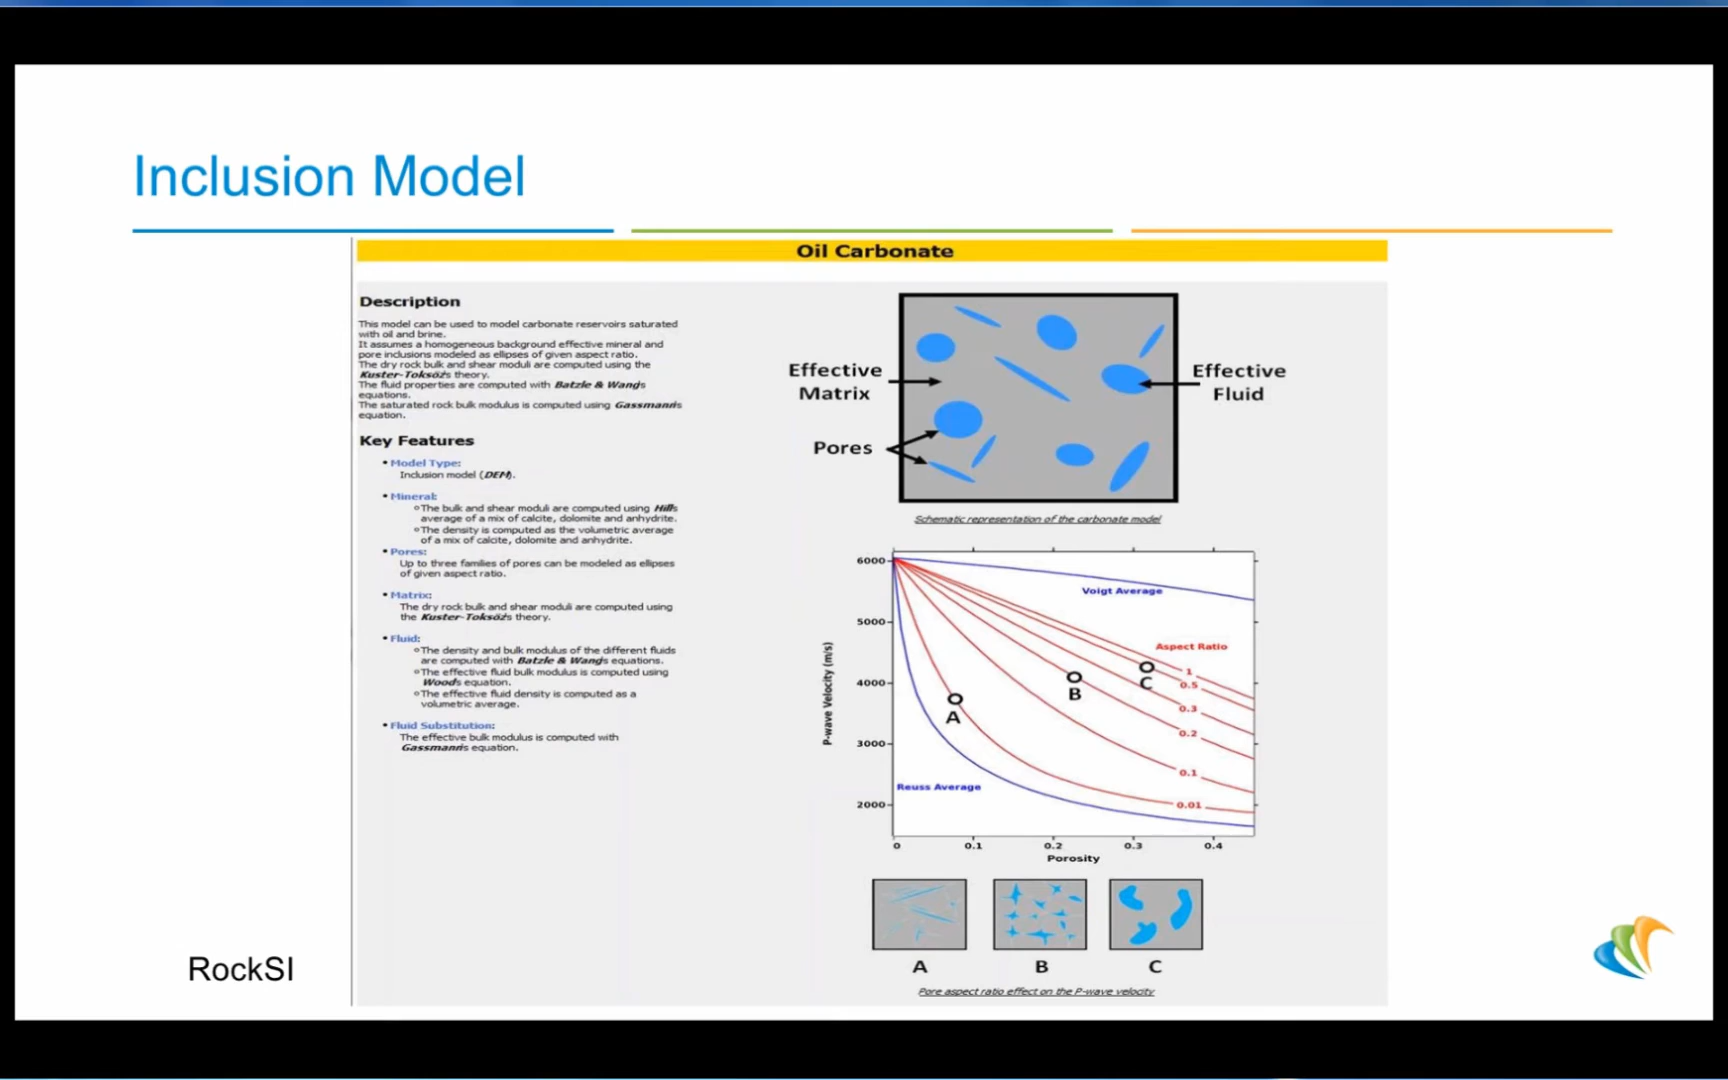 Inclusion Model
Oil Carbonate
Description
This model can be used to model carbonate reservoirs saturated
with oil and brine.
It assumes a homogeneous background effective mineral and
pore inclusions modeled as ellipses of given aspect ratio.
The dry rock bulk and shear moduli are computed using the
Kuster-Toksöz's theory.
The fluid properties are computed with Batzle & Wang's
equations.
The saturated rock bulk modulus is computed using Gassmann's
equation.
Key Features
• Model Type:
Inclusion model (DEM).
• Mineral:
The bulk and shear moduli are computed using Hill's
average of a mix of calcite, dolomite and anhydrite.
The density is computed as the volumetric average
of a mix of calcite, dolomite and anhydrite.
• Pores:
Up to three families of pores can be modeled as ellipses
of given aspect ratio.
• Matrix:
The dry rock bulk and shear moduli are computed using
the Kuster-Toksöz's theory.
• Fluid:
The density and bulk modulus of the different fluids
are computed with Batzle & Wang's equations.
The effective fluid bulk modulus is computed using
Wood's equation.
The effective fluid density is computed as a
volumetric average.
• Fluid Substitution:
The effective bulk modulus is computed with
Gassmann's equation.
Effective
Matrix
Pores
Effective
Fluid
Schematic representation of the carbonate model
P-wave Velocity (m/s)
6000
5000
4000
3000
2000
Voigt Average
Aspect Ratio
1
0.5
0.3
0.2
0.1
0.01
A
B
C
Reuss Average
0
0.1
0.2
0.3
0.4
Porosity
A
B
C
Pore aspect ratio effect on the P-wave velocity
RockSI